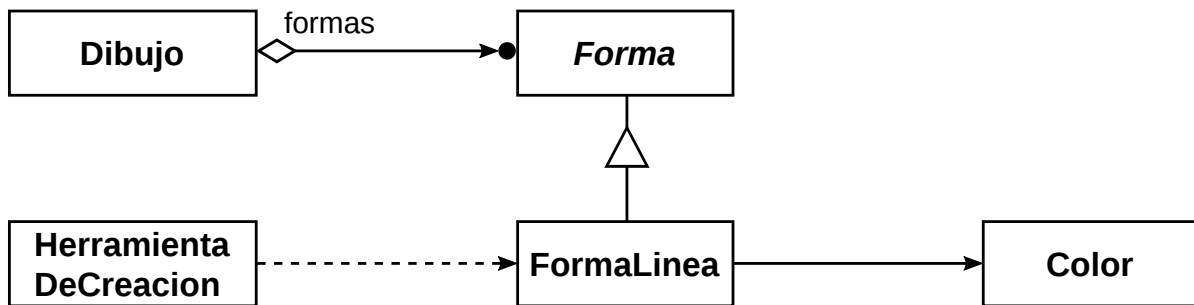 formas
Dibujo
Forma
Herramienta
DeCreacion
FormaLinea
Color